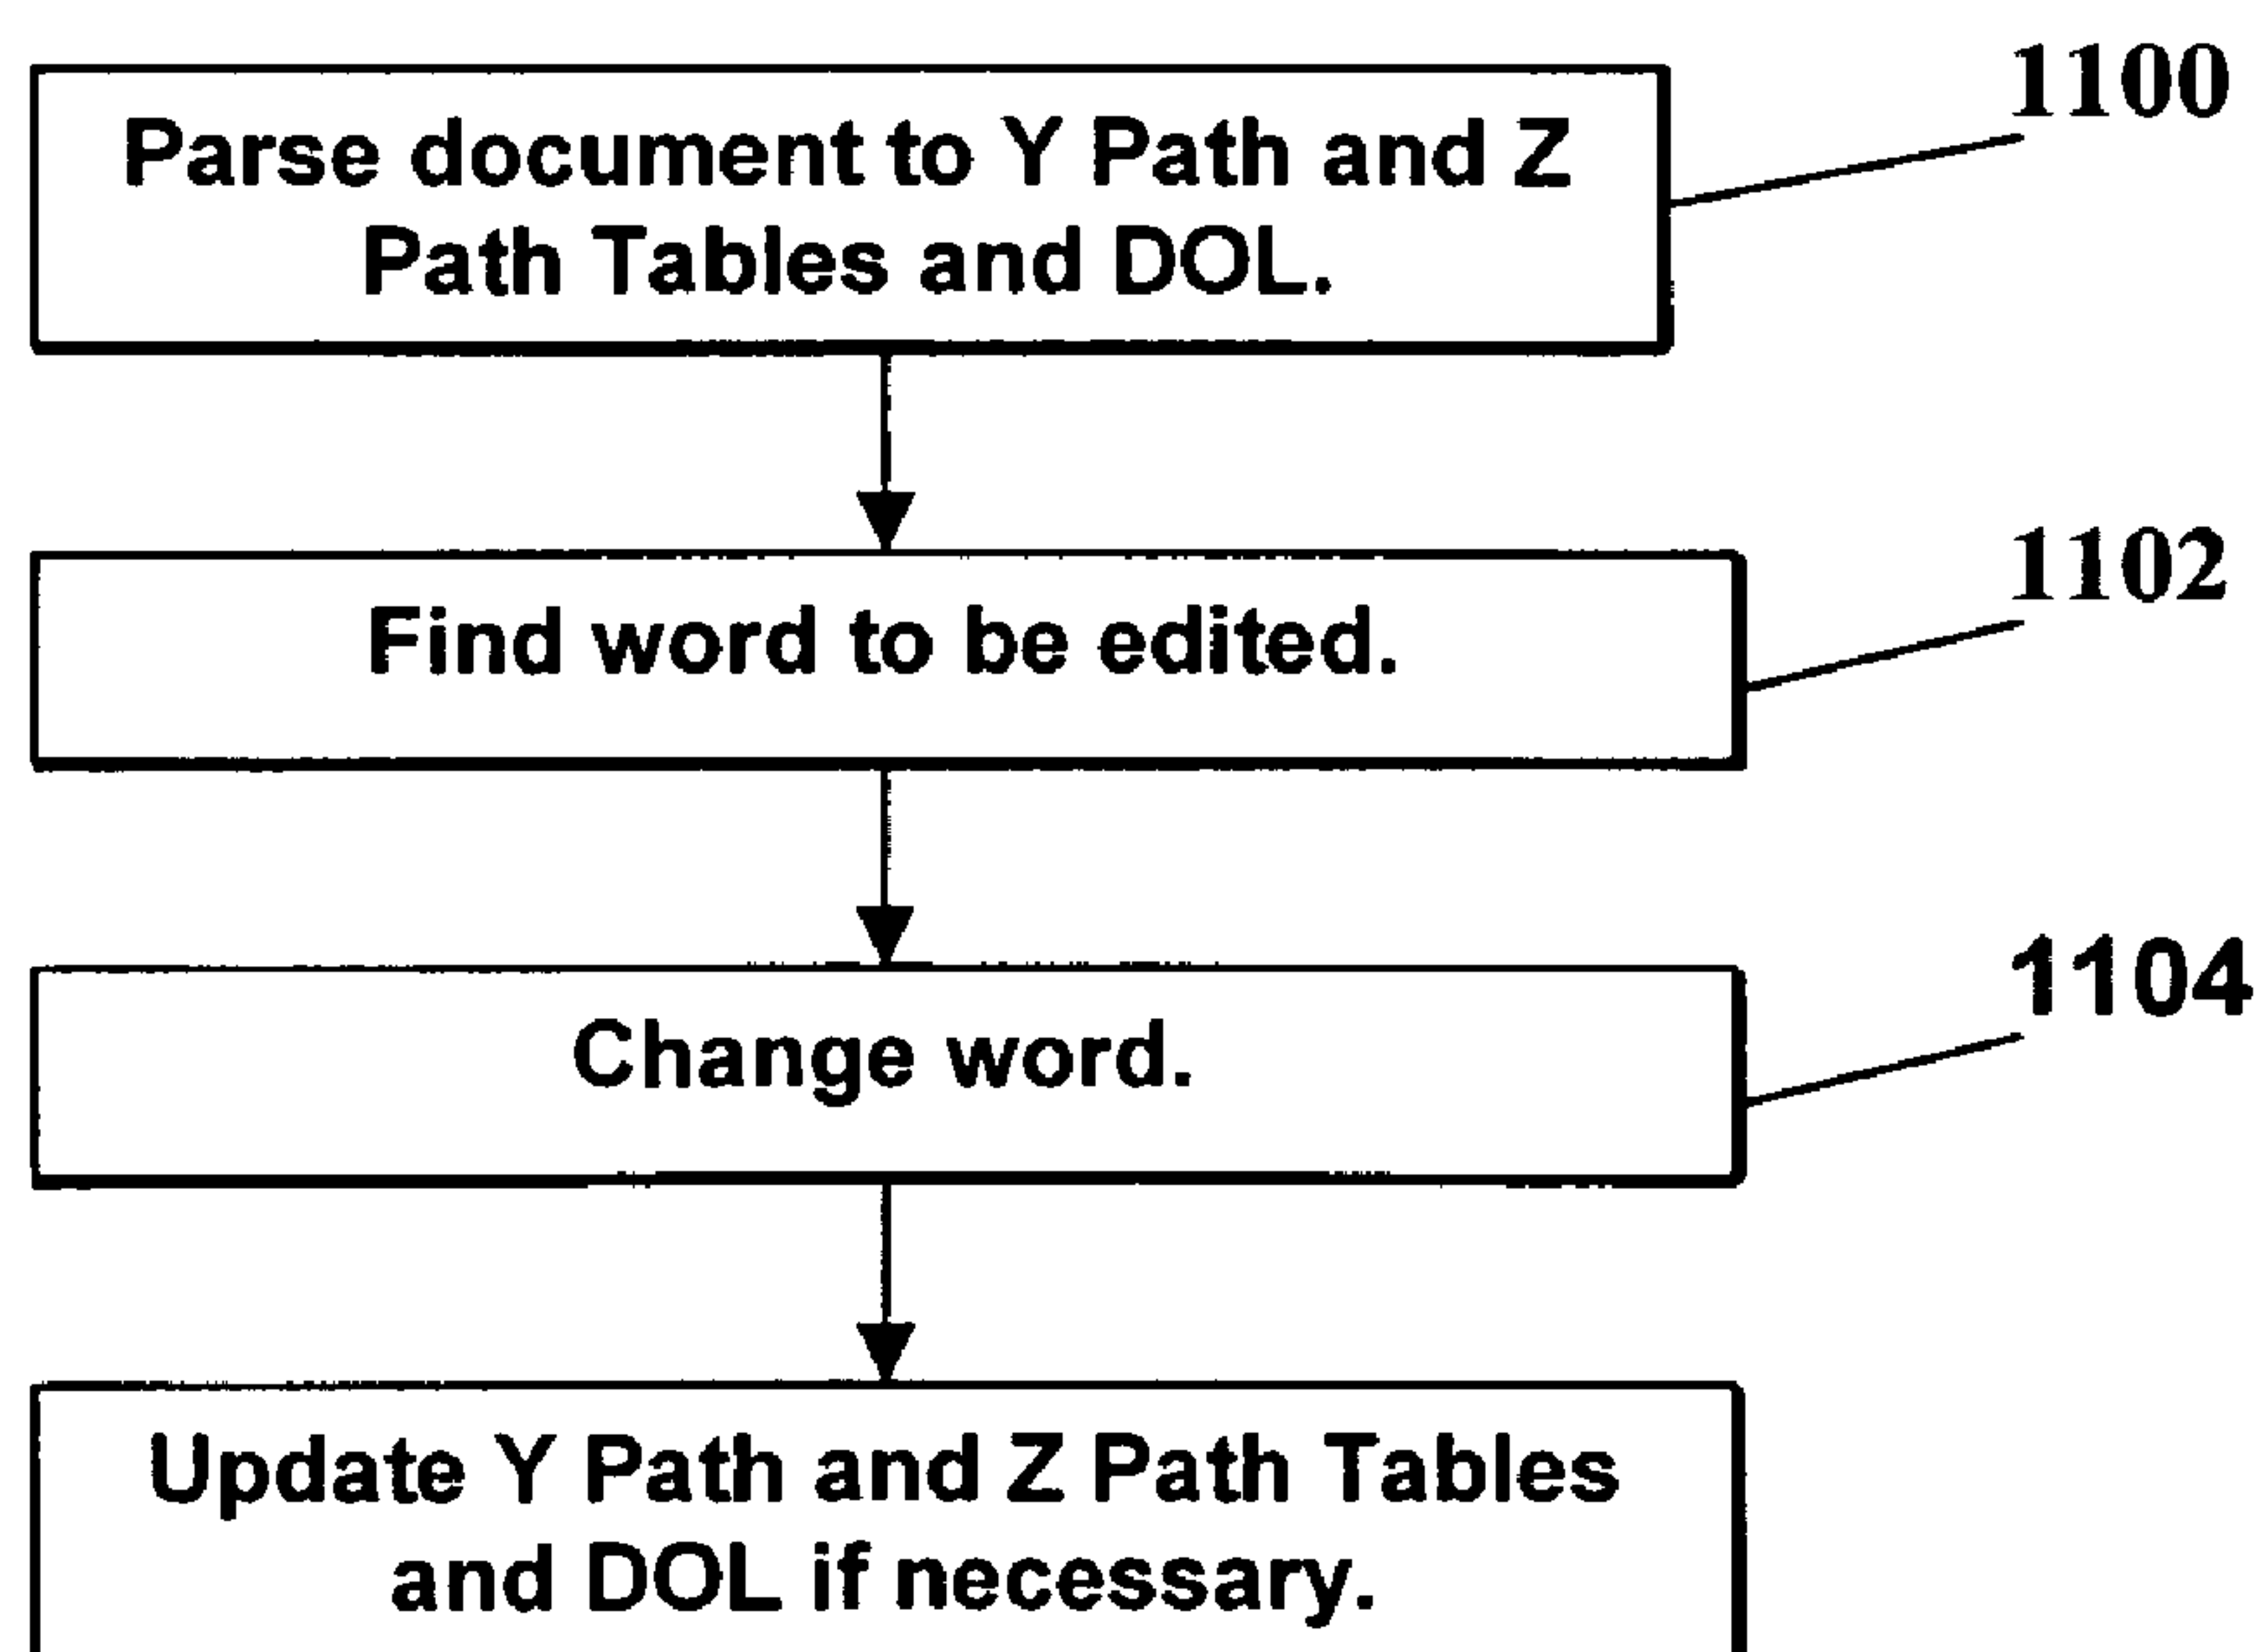 1100
Parse document to Y Path and Z
Path Tables and DOL.
1102
Find word to be edited.
1104
Change word.
Update Y Path and Z Path Tables
and DOL if necessary.